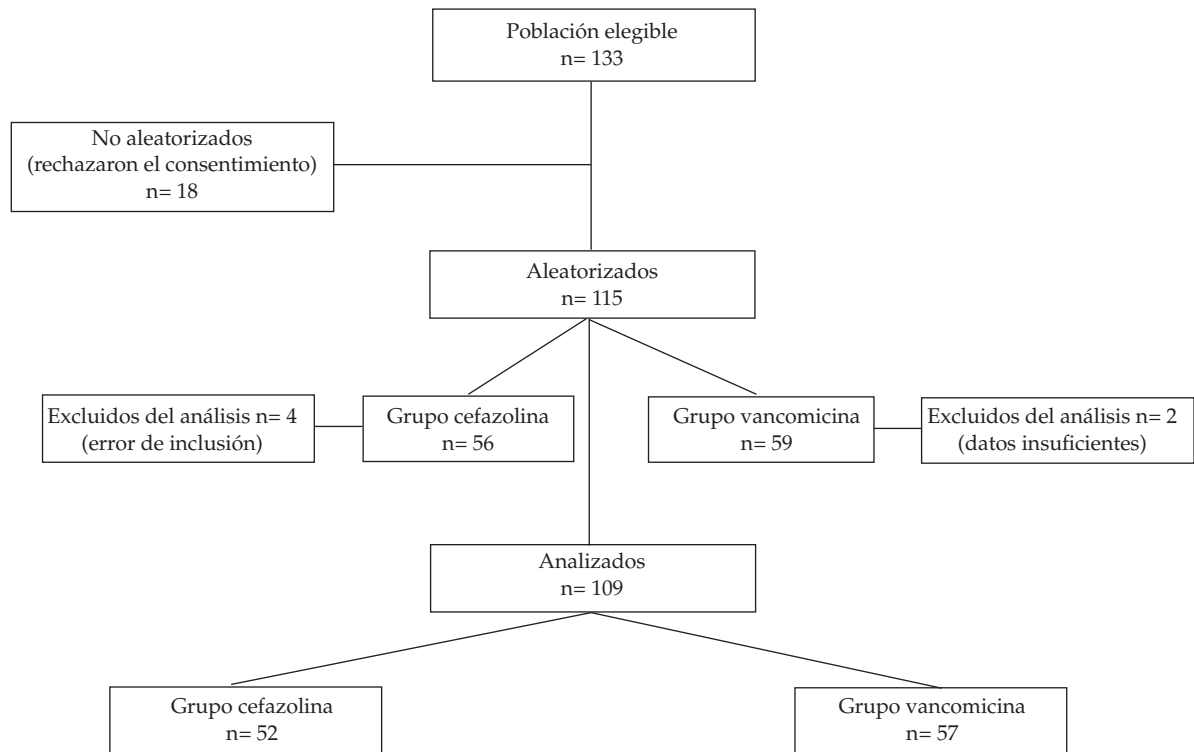 Población elegible
n= 133
No aleatorizados
(rechazaron el consentimiento)
n= 18
Aleatorizados
n= 115
Excluidos del análisis n= 4
(error de inclusión)
Grupo cefazolina
n= 56
Grupo vancomicina
n= 59
Excluidos del análisis n= 2
(datos insuficientes)
Analizados
n= 109
Grupo cefazolina
n= 52
Grupo vancomicina
n= 57